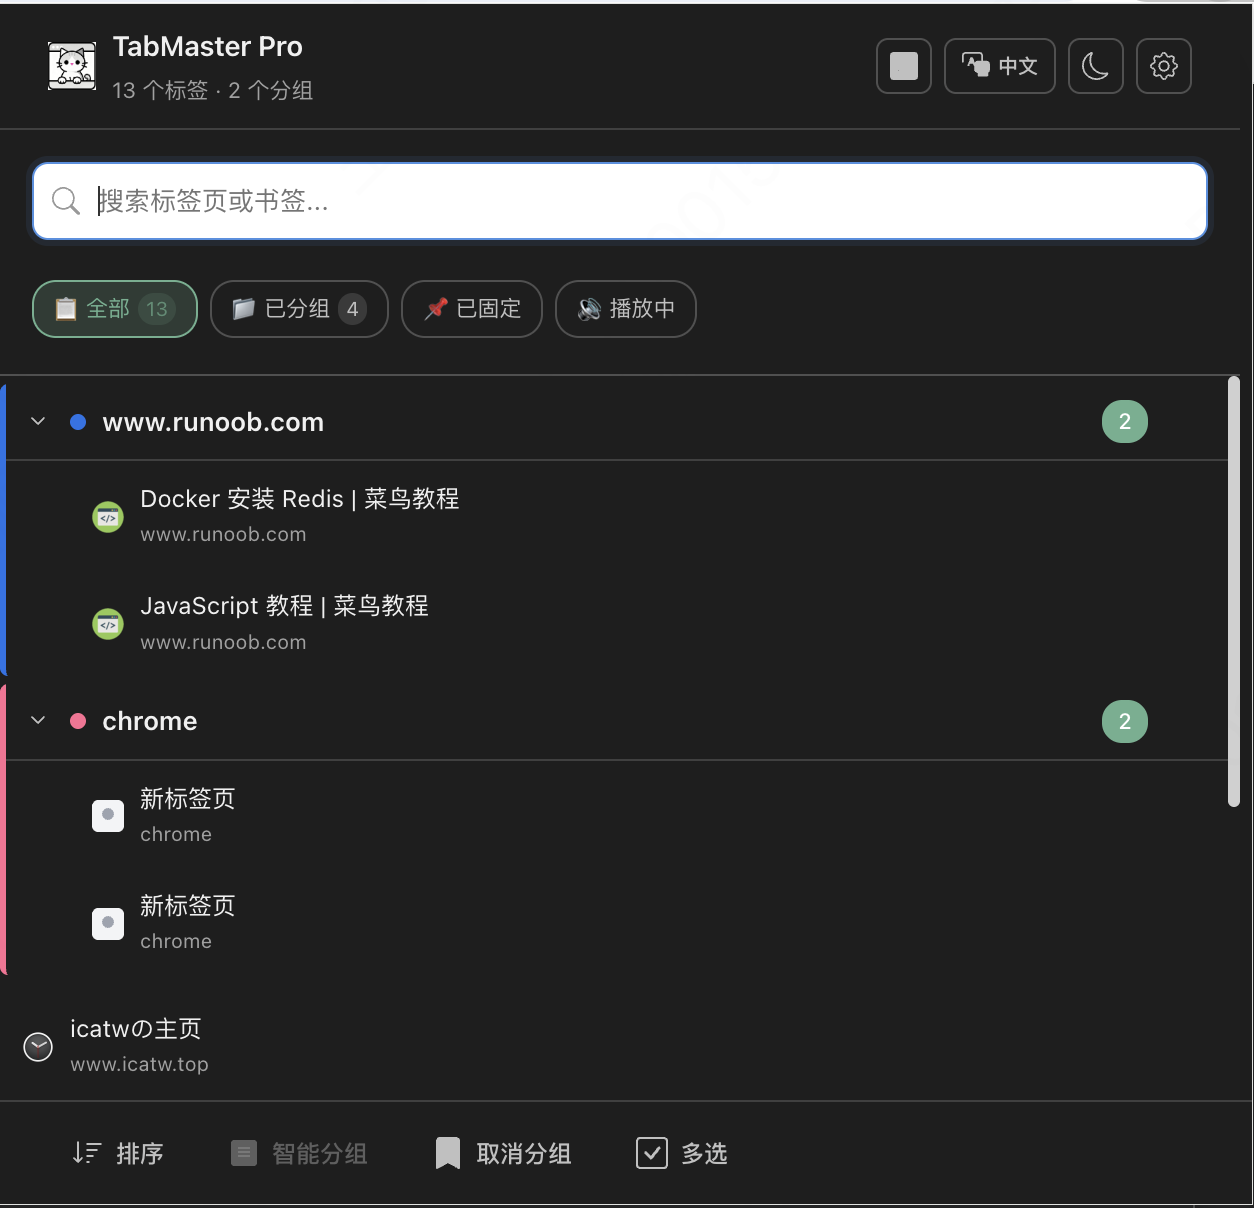 TabMaster Pro
13 个标签 · 2 个分组
中文
搜索标签页或书签...
全部 13
已分组 4
已固定
播放中
www.runoob.com
2
Docker 安装 Redis | 菜鸟教程
www.runoob.com
JavaScript 教程 | 菜鸟教程
www.runoob.com
chrome
2
新标签页
chrome
新标签页
chrome
icatwの主页
www.icatw.top
排序
智能分组
取消分组
多选